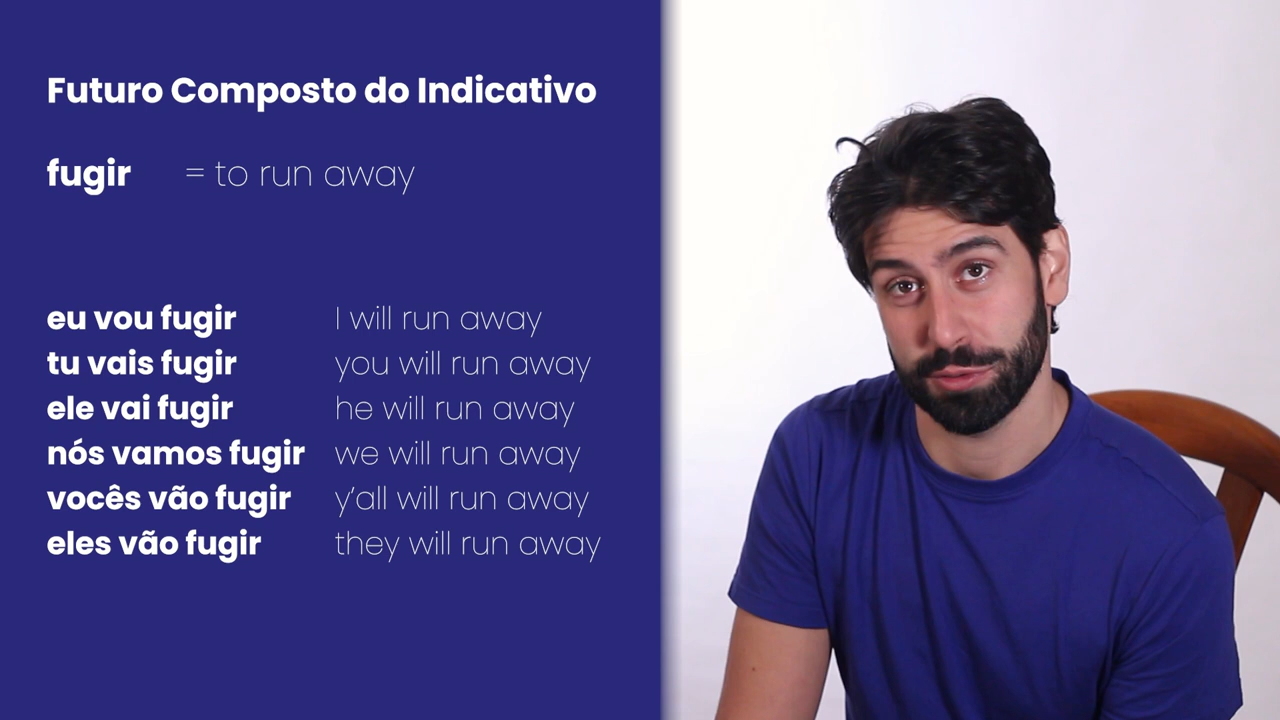 Futuro Composto do Indicativo
fugir = to run away
eu vou fugir I will run away
tu vais fugir you will run away
ele vai fugir he will run away
nós vamos fugir we will run away
vocês vão fugir y'all will run away
eles vão fugir they will run away